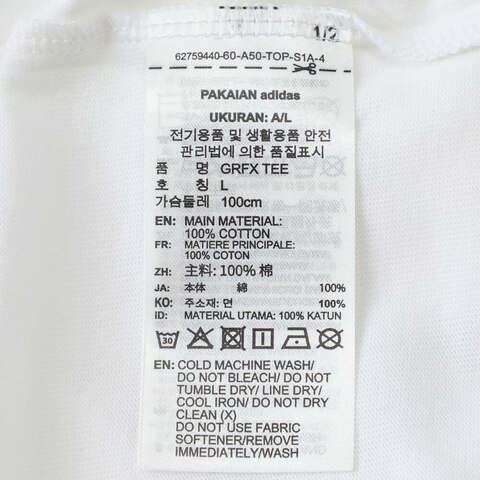 1/2
62759440-60-A50-TOP-S1A-4
PAKAIAN adidas
UKURAN: A/L
전기용품 및 생활용품 안전
관리법에 의한 품질표시
품 명 GRFX TEE
호 칭 L
가슴둘레 100cm
EN: MAIN MATERIAL:
100% COTTON
FR: MATIERE PRINCIPALE:
100% COTON
ZH: 主料: 100% 棉
JA: 本体 綿 100%
KO: 주소재: 면 100%
ID: MATERIAL UTAMA: 100% KATUN
30
EN: COLD MACHINE WASH/
DO NOT BLEACH/ DO NOT
TUMBLE DRY/ LINE DRY/
COOL IRON/ DO NOT DRY
CLEAN (X)
DO NOT USE FABRIC
SOFTENER/REMOVE
IMMEDIATELY/WASH